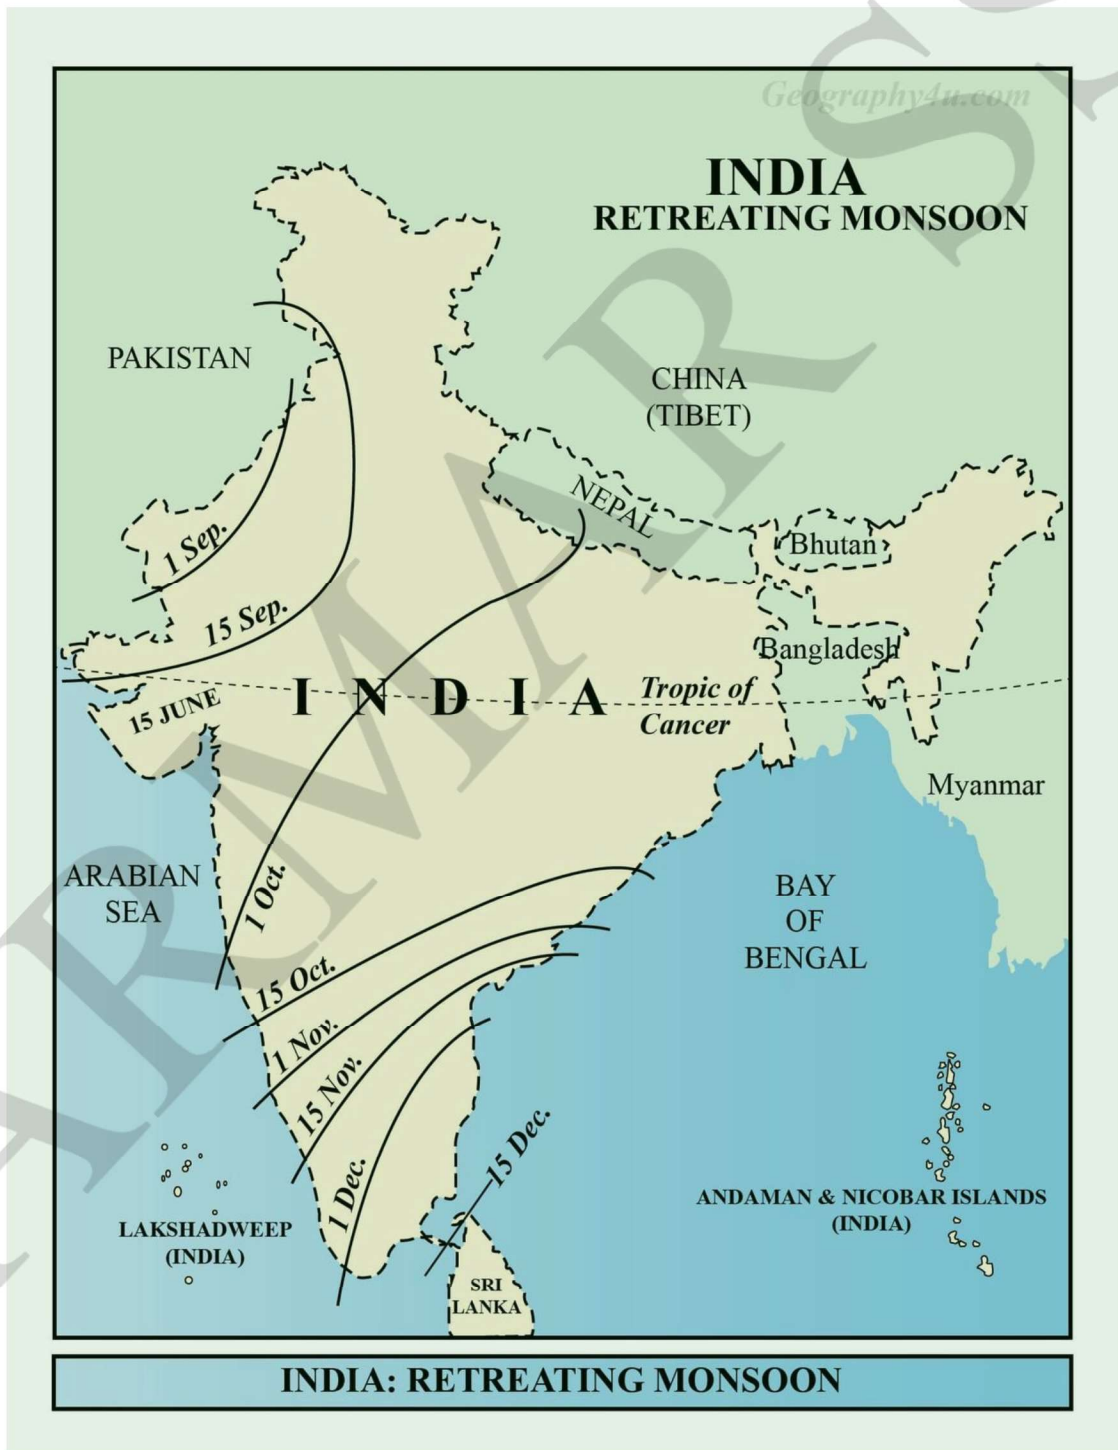 Geography4u.com
INDIA
RETREATING MONSOON
PAKISTAN
CHINA
(TIBET)
NEPAL
Bhutan
1 Sep.
15 Sep.
Bangladesh
15 JUNE
INDIA
Tropic of
Cancer
Myanmar
ARABIAN
SEA
1 Oct.
BAY
OF
BENGAL
15 Oct.
1 Nov.
15 Nov.
1 Dec.
15 Dec.
LAKSHADWEEP
(INDIA)
ANDAMAN & NICOBAR ISLANDS
(INDIA)
SRI
LANKA
INDIA: RETREATING MONSOON